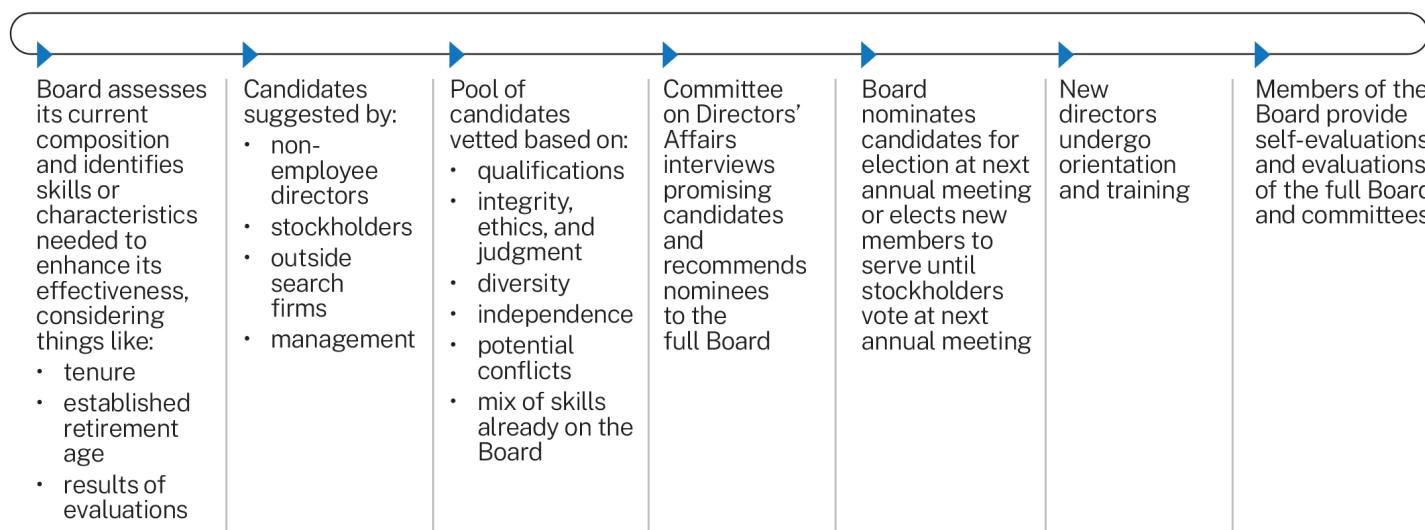 Board assesses
its current
composition
and identifies
skills or
characteristics
needed to
enhance its
effectiveness,
considering
things like:
• tenure
• established
retirement
age
• results of
evaluations
Candidates
suggested by:
• non-
employee
directors
• stockholders
• outside
search
firms
• management
Pool of
candidates
vetted based on:
• qualifications
• integrity,
ethics, and
judgment
• diversity
• independence
• potential
conflicts
• mix of skills
already on the
Board
Committee
on Directors’
Affairs
interviews
promising
candidates
and
recommends
nominees
to the
full Board
Board
nominates
candidates for
election at next
annual meeting
or elects new
members to
serve until
stockholders
vote at next
annual meeting
New
directors
undergo
orientation
and training
Members of the
Board provide
self-evaluations
and evaluations
of the full Board
and committees